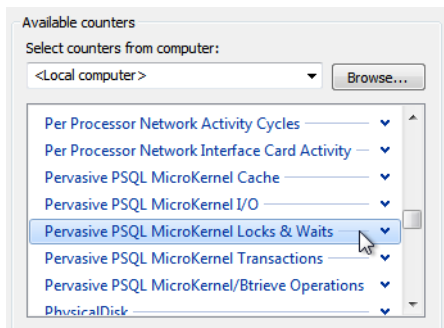 Available counters
Select counters from computer:
<Local computer>
Browse...
Per Processor Network Activity Cycles
Per Processor Network Interface Card Activity
Pervasive PSQL MicroKernel Cache
Pervasive PSQL MicroKernel I/O
Pervasive PSQL MicroKernel Locks & Waits
Pervasive PSQL MicroKernel Transactions
Pervasive PSQL MicroKernel/Btrieve Operations
PhysicalDisk